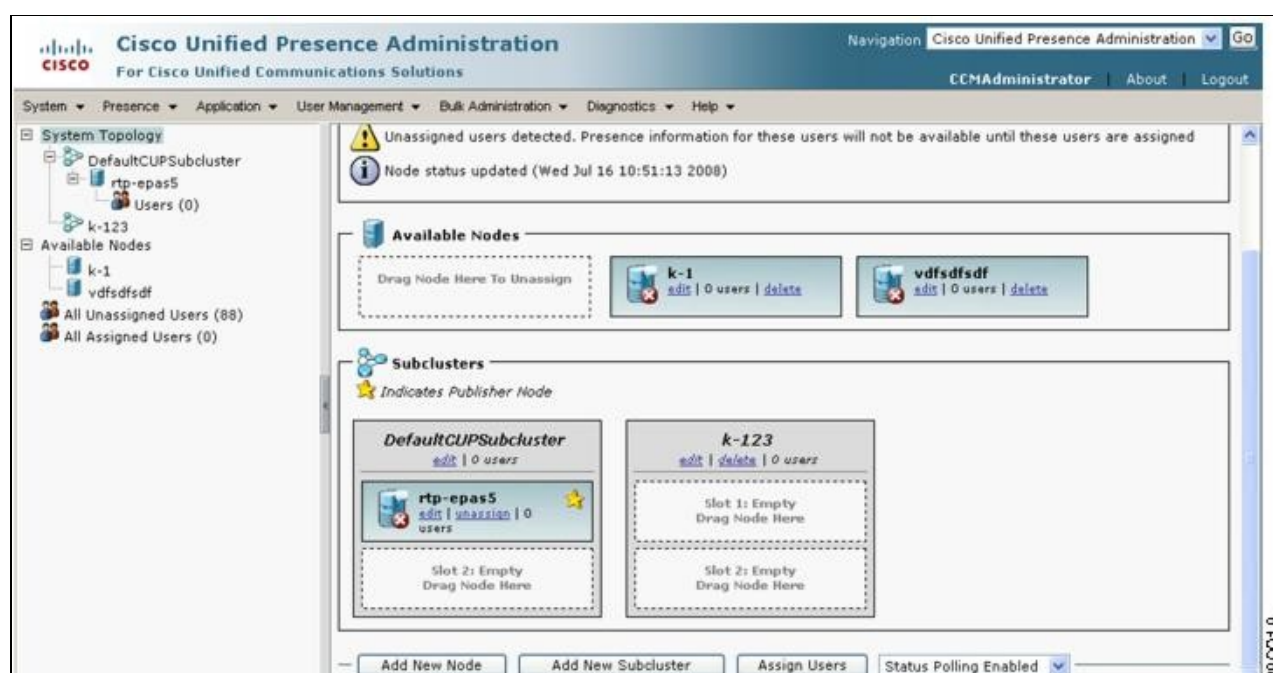 Cisco Unified Presence Administration
For Cisco Unified Communications Solutions
CISCO
Navigation Cisco Unified Presence Administration Go
CCMAdministrator | About | Logout
System Presence Application User Management Bulk Administration Diagnostics Help
System Topology
DefaultCUPSubcluster
rtp-epas5
Users (0)
k-123
Available Nodes
k-1
vdfsdfsdf
All Unassigned Users (88)
All Assigned Users (0)
Unassigned users detected. Presence information for these users will not be available until these users are assigned
Node status updated (Wed Jul 16 10:51:13 2008)
Available Nodes
Drag Node Here To Unassign
k-1
edit | 0 users | delete
vdfsdfsdf
edit | 0 users | delete
Subclusters
Indicates Publisher Node
DefaultCUPSubcluster
edit | 0 users
rtp-epas5
edit | unassign | 0
users
Slot 2: Empty
Drag Node Here
k-123
edit | delete | 0 users
Slot 1: Empty
Drag Node Here
Slot 2: Empty
Drag Node Here
Add New Node Add New Subcluster Assign Users Status Polling Enabled